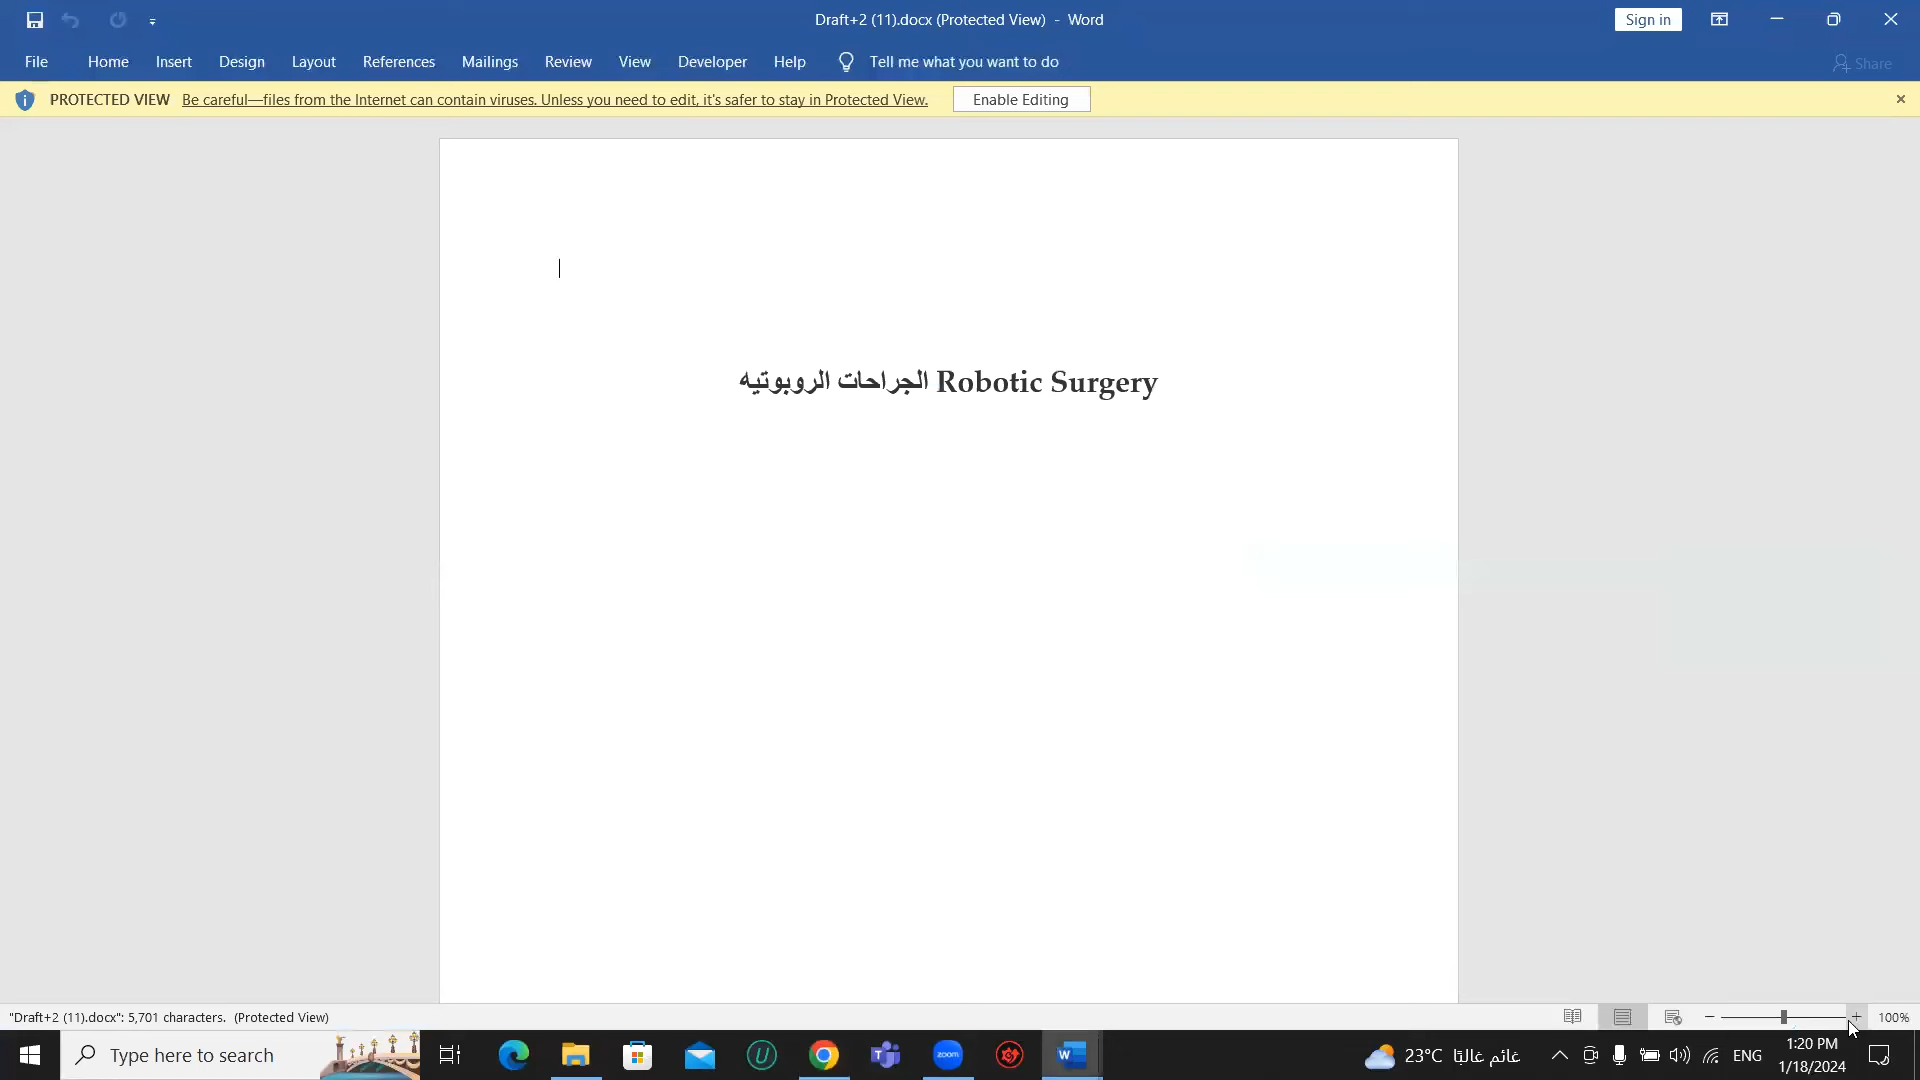 Draft+2 (11).docx (Protected View) - Word
Sign in
File Home Insert Design Layout References Mailings Review View Developer Help Tell me what you want to do
Share
PROTECTED VIEW Be careful—files from the Internet can contain viruses. Unless you need to edit, it's safer to stay in Protected View. Enable Editing
الجراحات الروبوتيه Robotic Surgery
"Draft+2 (11).docx": 5,701 characters. (Protected View)
100%
Type here to search
zoom
23°C غائم غالبًا
ENG
1:20 PM
1/18/2024